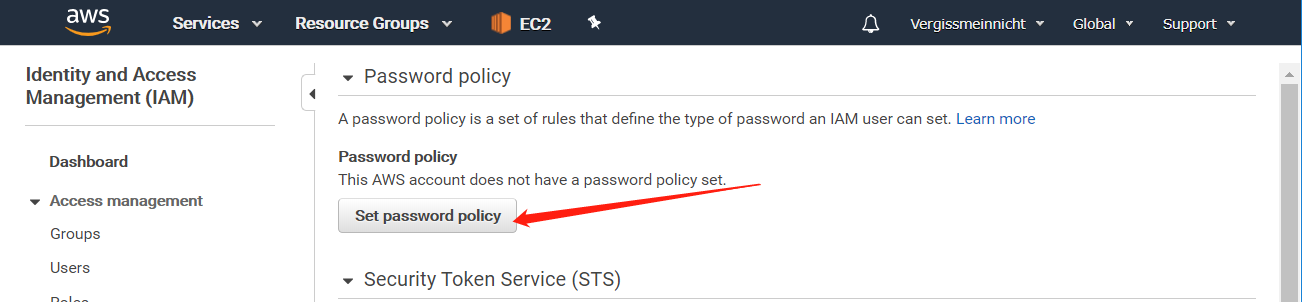 aws Services Resource Groups EC2 Vergissmeinnicht Global Support
Identity and Access
Management (IAM)
Dashboard
Access management
Groups
Users
Roles
Password policy
A password policy is a set of rules that define the type of password an IAM user can set. Learn more
Password policy
This AWS account does not have a password policy set.
Set password policy
Security Token Service (STS)